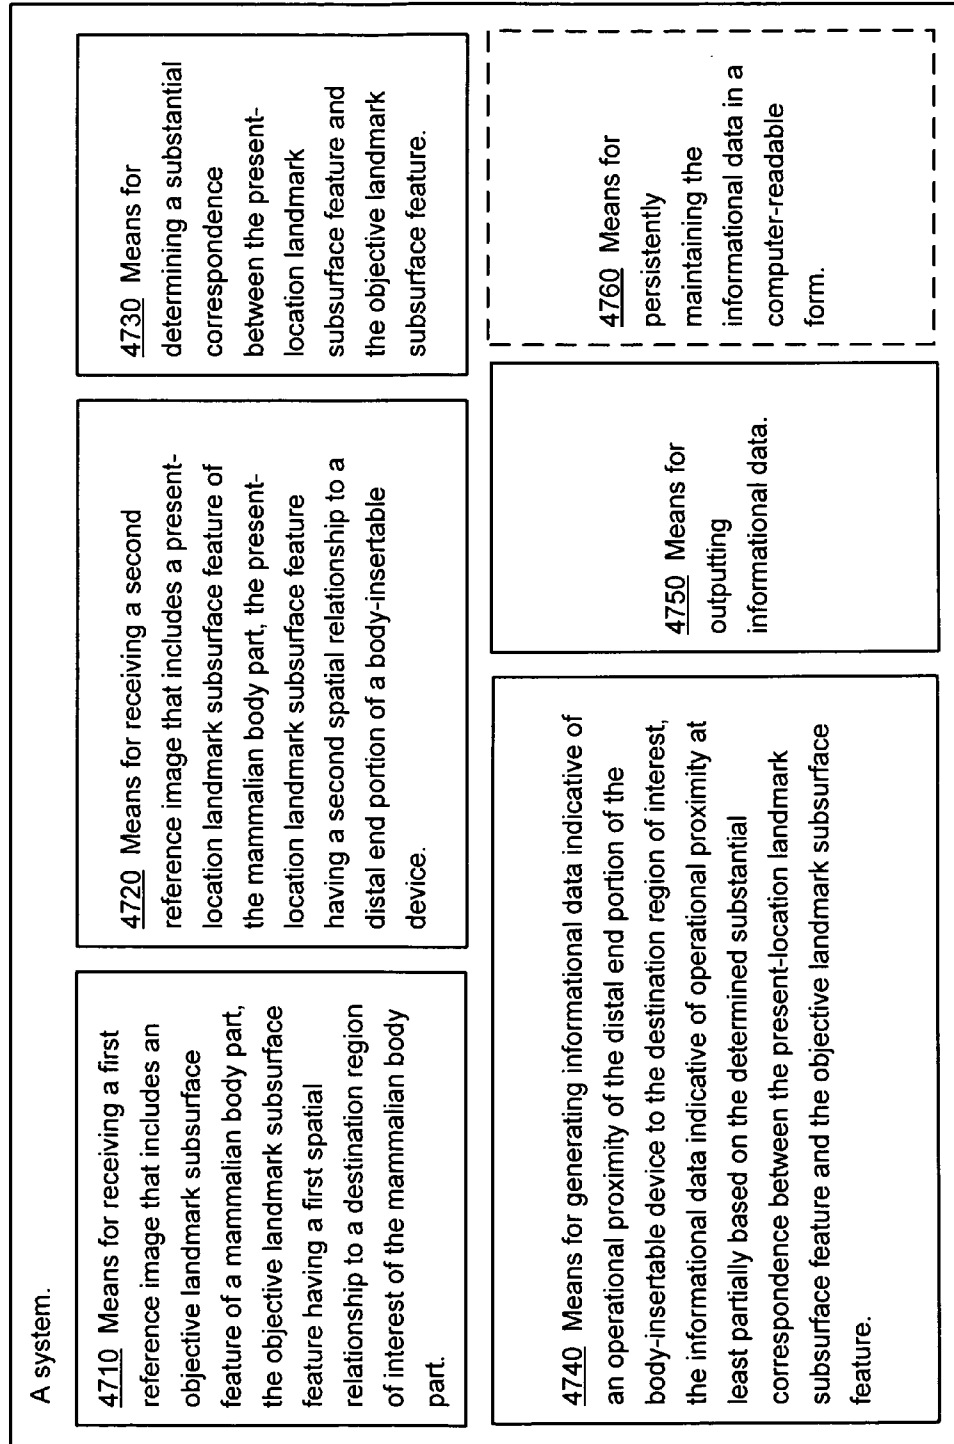 A system.
4710 Means for receiving a first
reference image that includes an
objective landmark subsurface
feature of a mammalian body part,
the objective landmark subsurface
feature having a first spatial
relationship to a destination region
of interest of the mammalian body
part.
4720 Means for receiving a second
reference image that includes a present-
location landmark subsurface feature of
the mammalian body part, the present-
location landmark subsurface feature
having a second spatial relationship to a
distal end portion of a body-insertable
device.
4730 Means for
determining a substantial
correspondence
between the present-
location landmark
subsurface feature and
the objective landmark
subsurface feature.
4740 Means for generating informational data indicative of
an operational proximity of the distal end portion of the
body-insertable device to the destination region of interest,
the informational data indicative of operational proximity at
least partially based on the determined substantial
correspondence between the present-location landmark
subsurface feature and the objective landmark subsurface
feature.
4750 Means for
outputting
informational data.
4760 Means for
persistently
maintaining the
informational data in a
computer-readable
form.